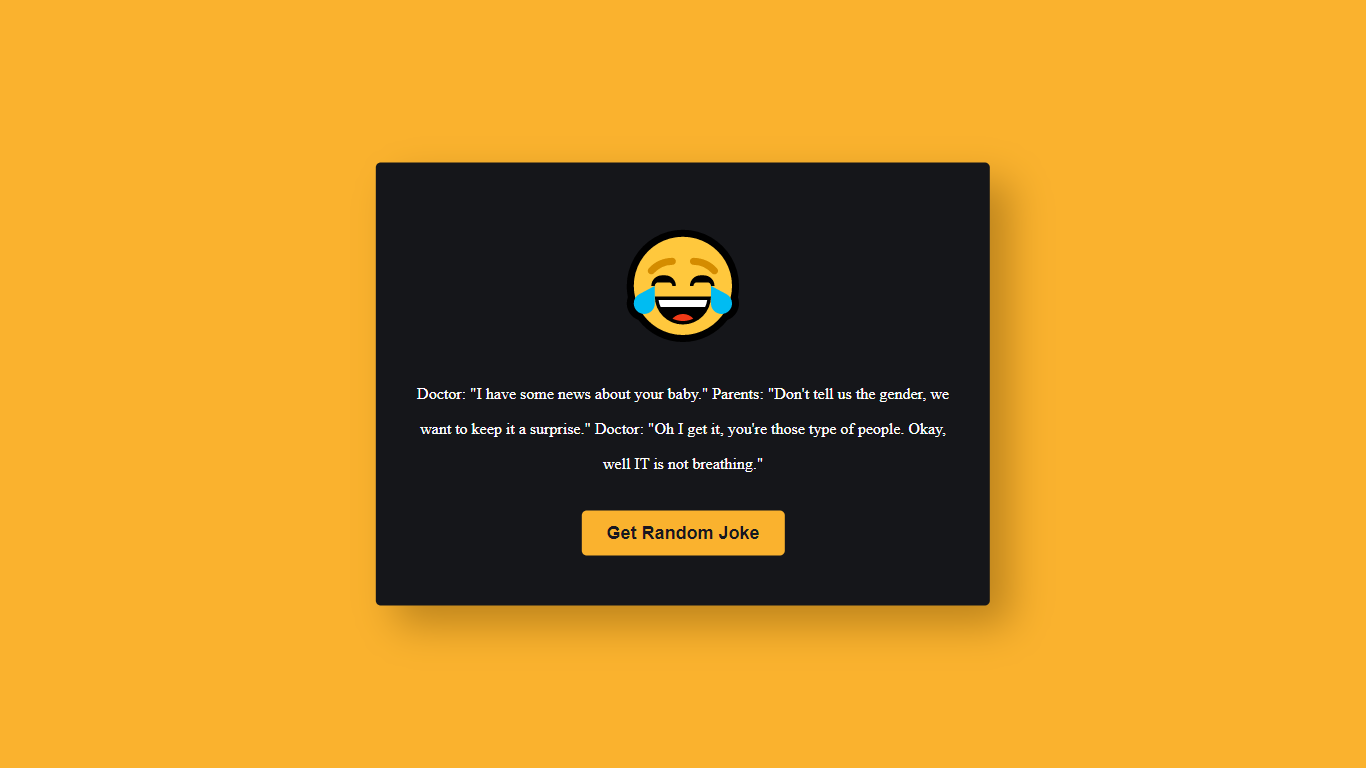 Doctor: "I have some news about your baby." Parents: "Don't tell us the gender, we
want to keep it a surprise." Doctor: "Oh I get it, you're those type of people. Okay,
well IT is not breathing."
Get Random Joke